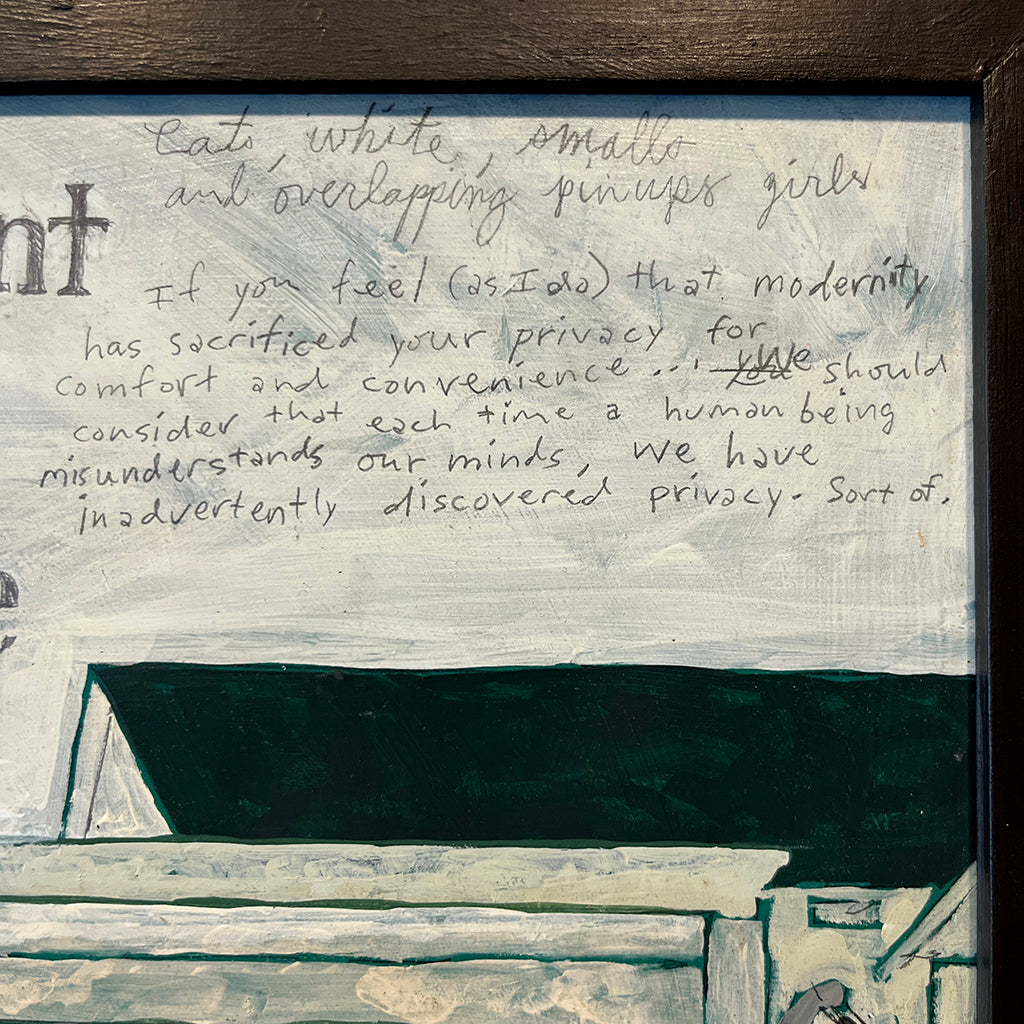 Cats, white, smalls
and overlapping pinups girls
nt
If you feel (as I do) that modernity
has sacrificed your privacy for
comfort and convenience ... We should
consider that each time a human being
misunderstands our minds, we have
inadvertently discovered privacy. Sort of.